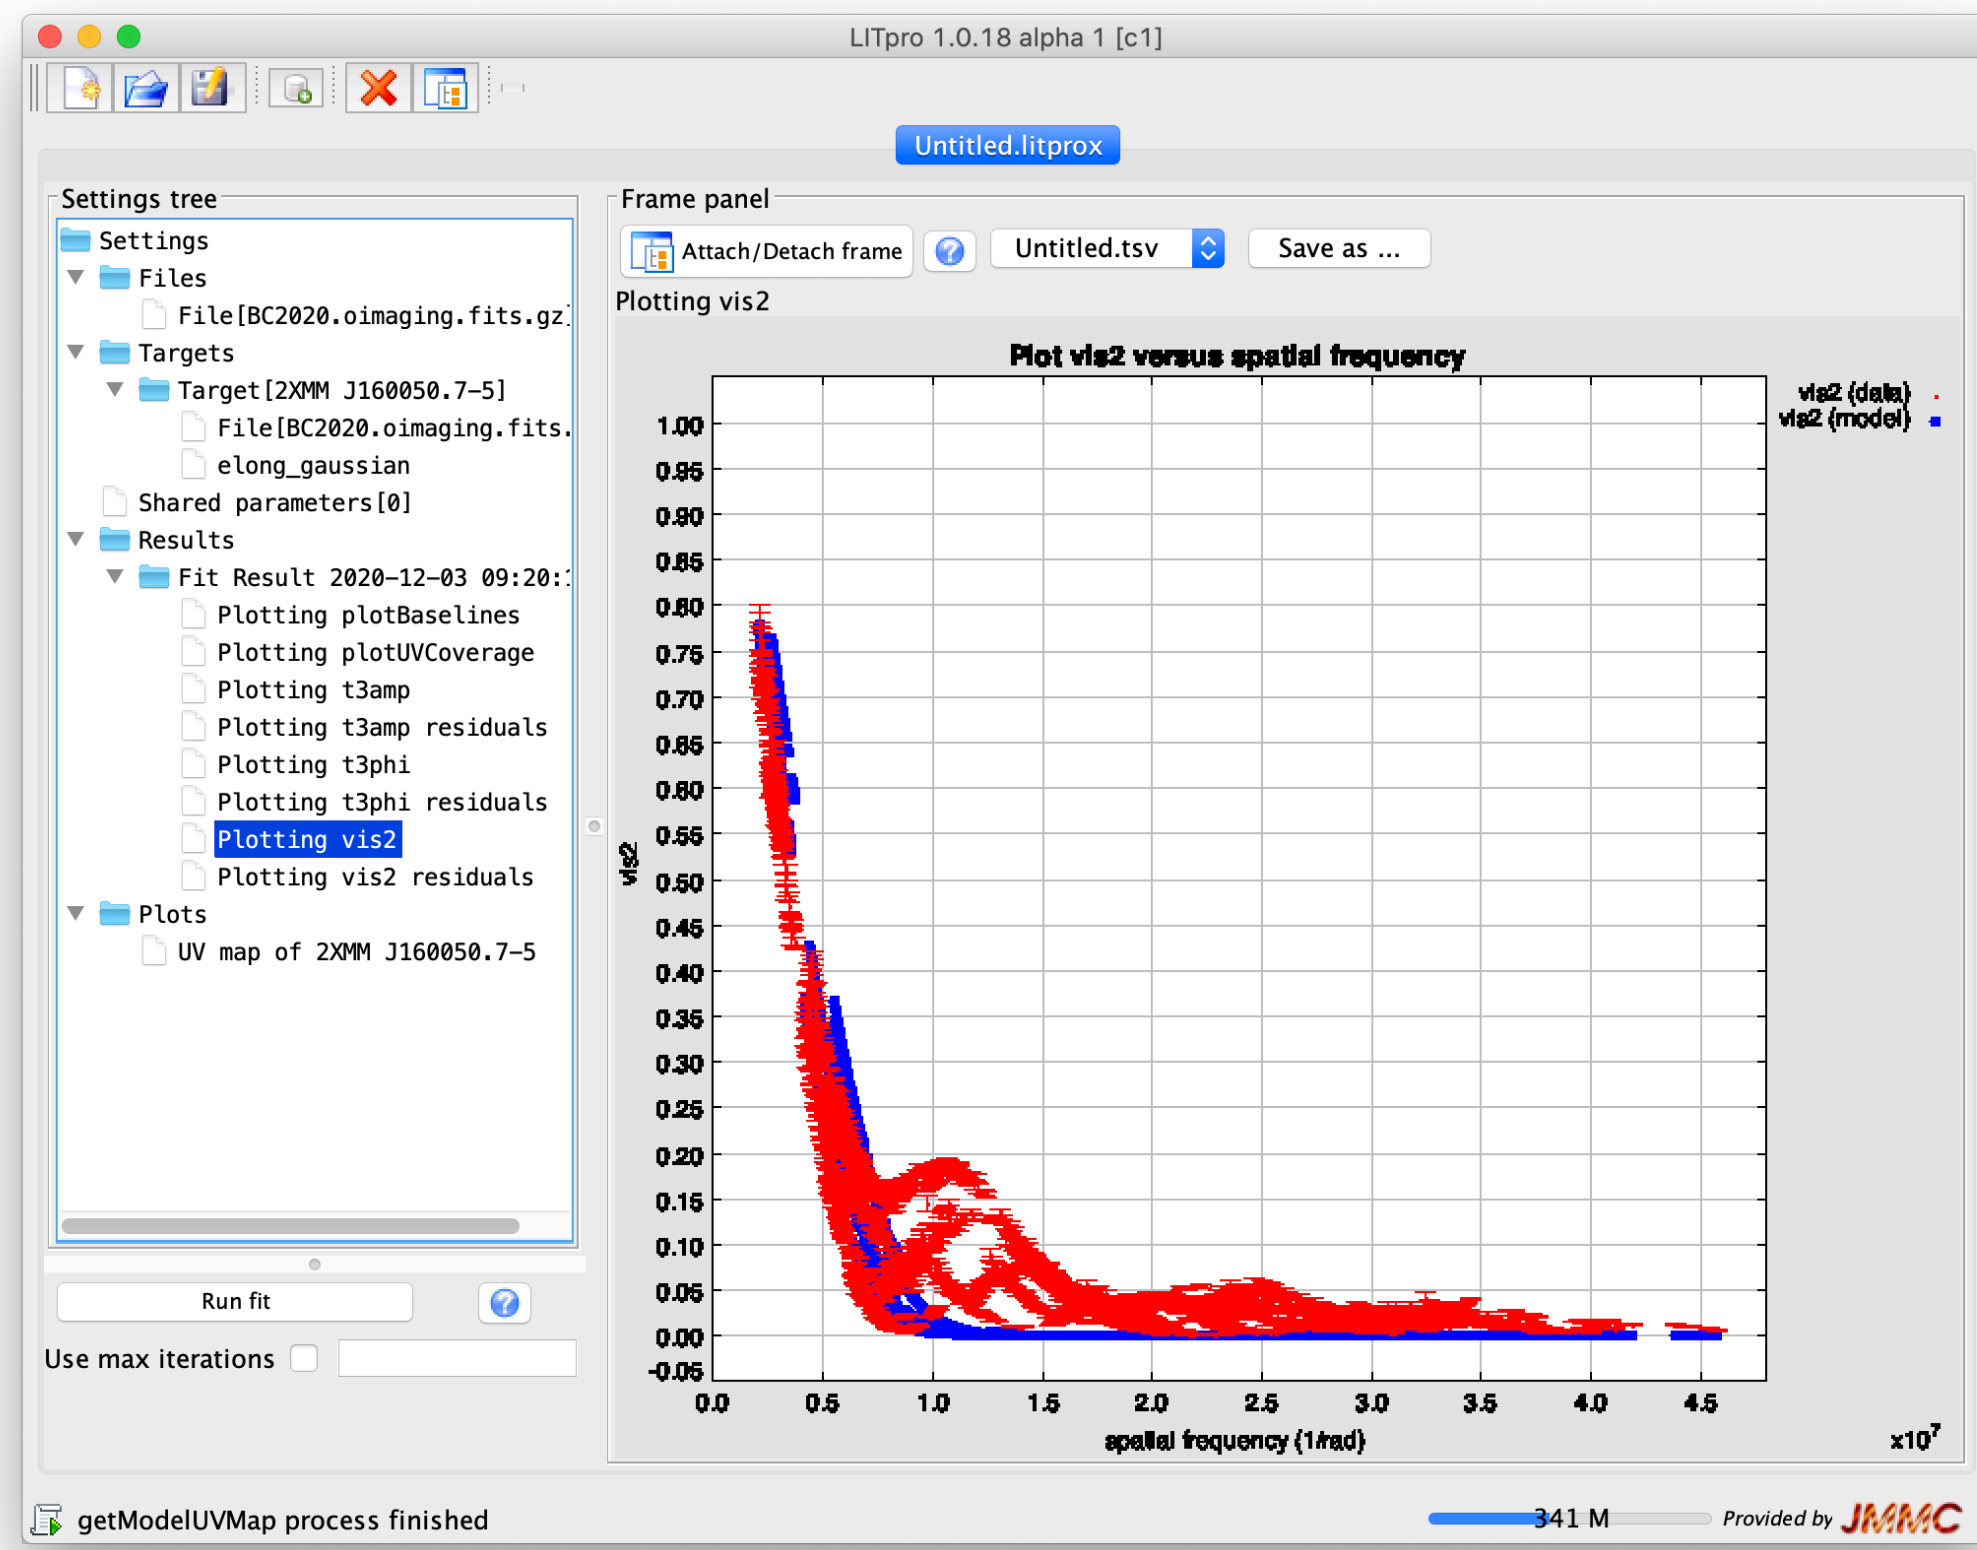 LITpro 1.0.18 alpha 1 [c1]
Untitled.litprox
Settings tree
Settings
Files
File[BC2020.oimaging.fits.gz]
Targets
Target[2XMM J160050.7-5]
File[BC2020.oimaging.fits.
elong_gaussian
Shared parameters[0]
Results
Fit Result 2020-12-03 09:20:1
Plotting plotBaselines
Plotting plotUVCoverage
Plotting t3amp
Plotting t3amp residuals
Plotting t3phi
Plotting t3phi residuals
Plotting vis2
Plotting vis2 residuals
Plots
UV map of 2XMM J160050.7-5
Run fit
Use max iterations
Frame panel
Attach/Detach frame
Untitled.tsv
Save as ...
Plotting vis2
Plot vis2 versus spatial frequency
vis2 (data)
vis2 (model)
1.00
0.95
0.90
0.85
0.80
0.75
0.70
0.65
0.60
0.55
0.50
0.45
0.40
0.35
0.30
0.25
0.20
0.15
0.10
0.05
0.00
-0.05
vis2
0.0 0.5 1.0 1.5 2.0 2.5 3.0 3.5 4.0 4.5
spatial frequency (1/rad)
x10⁷
getModelUVMap process finished
341 M
Provided by JMMC